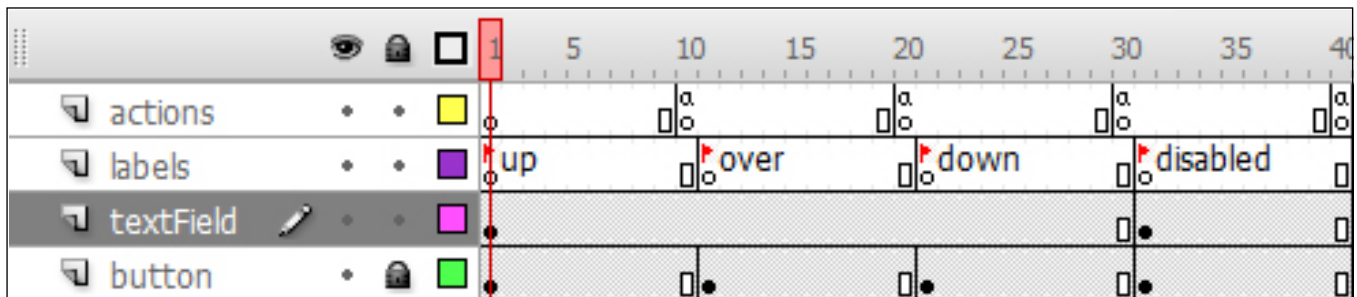 1 5 10 15 20 25 30 35 40
actions a a a a
labels up over down disabled
textField
button